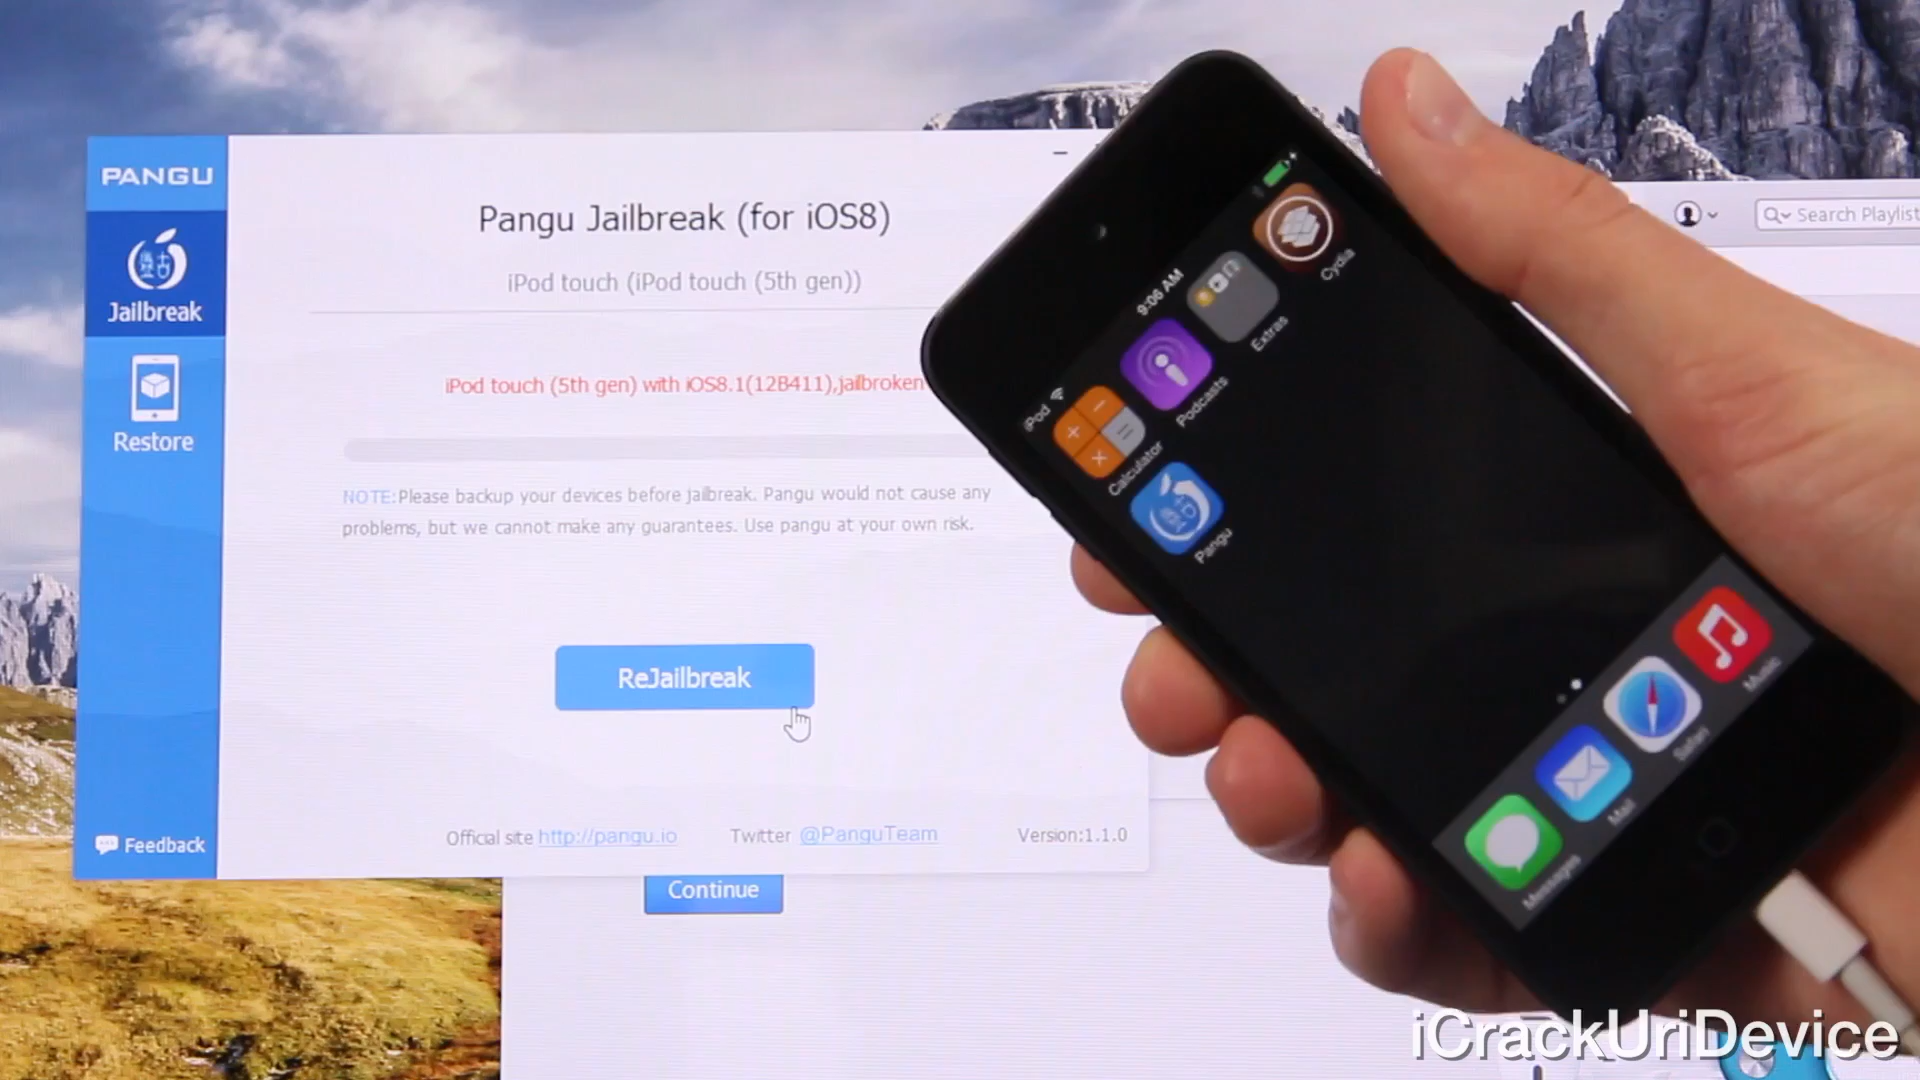 PANGU
Jailbreak
Restore
Feedback
Pangu Jailbreak (for iOS8)
iPod touch (iPod touch (5th gen))
iPod touch (5th gen) with iOS8.1(12B411),jailbroken
NOTE:Please backup your devices before jailbreak. Pangu would not cause any
problems, but we cannot make any guarantees. Use pangu at your own risk.
ReJailbreak
Official site http://pangu.io
Twitter @PanguTeam
Version:1.1.0
Continue
Search Playlist
iPod
9:06 AM
Calculator
Podcasts
Extras
Cydia
Pangu
Messages
Mail
Safari
Music
iCrackUriDevice